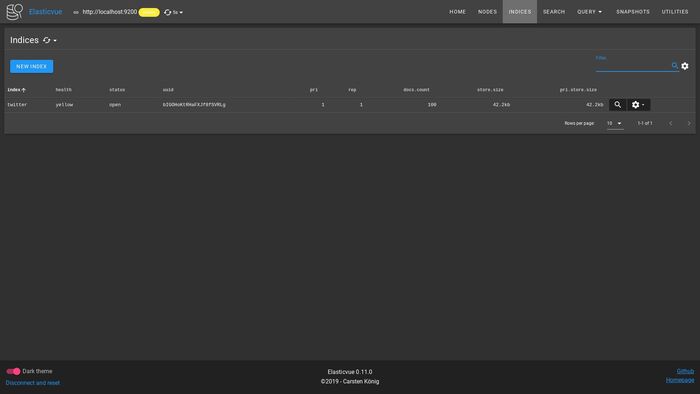 Elasticvue
http://localhost:9200
5s
HOME
NODES
INDICES
SEARCH
QUERY
SNAPSHOTS
UTILITIES
Indices
NEW INDEX
Filter
index health status uuid pri rep docs.count store.size pri.store.size
twitter yellow open 1 1 100 42.2kb 42.2kb
Rows per page: 10 1-1 of 1
Dark theme
Disconnect and reset
Elasticvue 0.11.0
©2019 - Carsten König
Github
Homepage